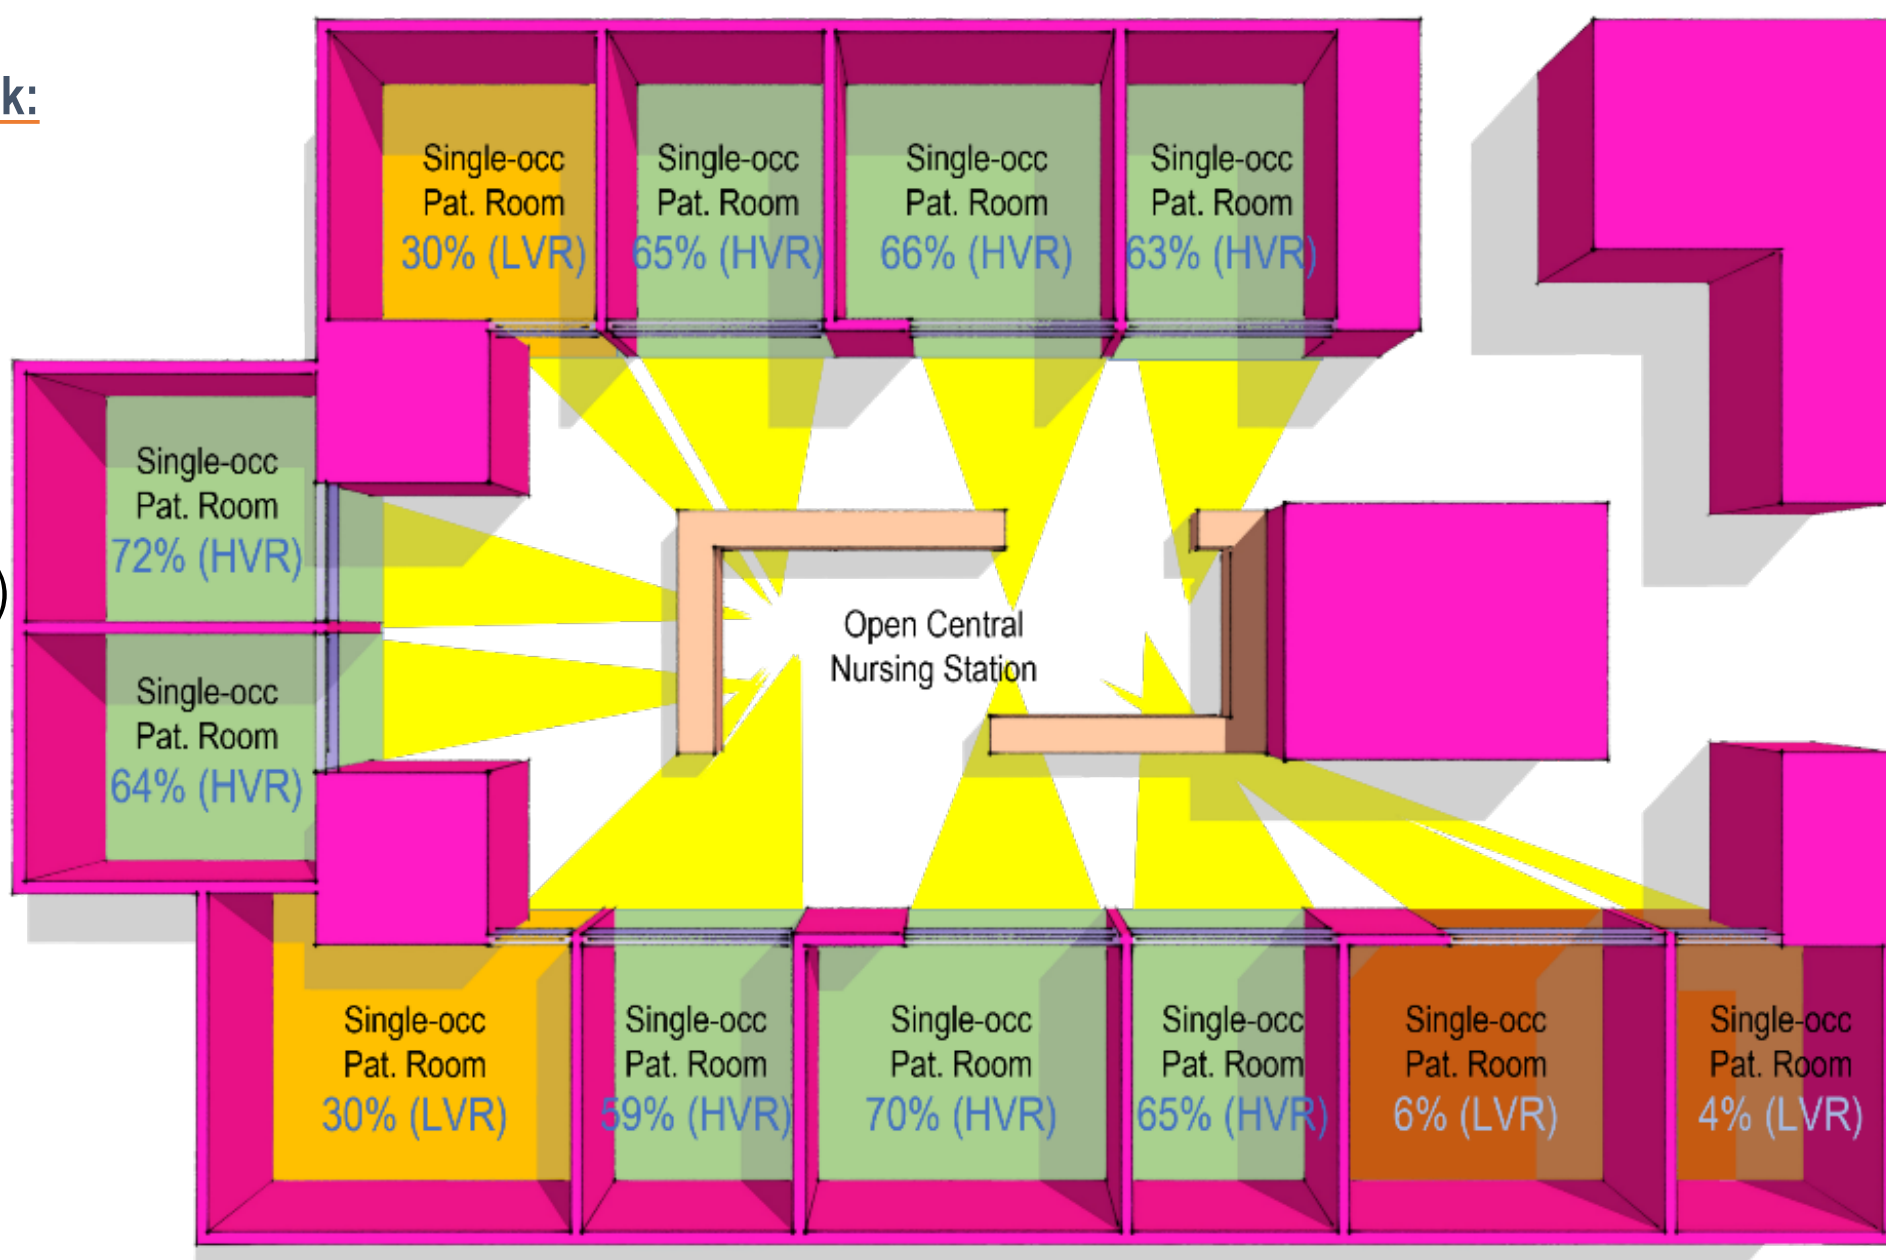 k:
Single-occ
Pat. Room
30% (LVR)
Single-occ
Pat. Room
65% (HVR)
Single-occ
Pat. Room
66% (HVR)
Single-occ
Pat. Room
63% (HVR)
Single-occ
Pat. Room
72% (HVR)
)
Open Central
Nursing Station
Single-occ
Pat. Room
64% (HVR)
Single-occ
Pat. Room
30% (LVR)
Single-occ
Pat. Room
59% (HVR)
Single-occ
Pat. Room
70% (HVR)
Single-occ
Pat. Room
65% (HVR)
Single-occ
Pat. Room
6% (LVR)
Single-occ
Pat. Room
4% (LVR)